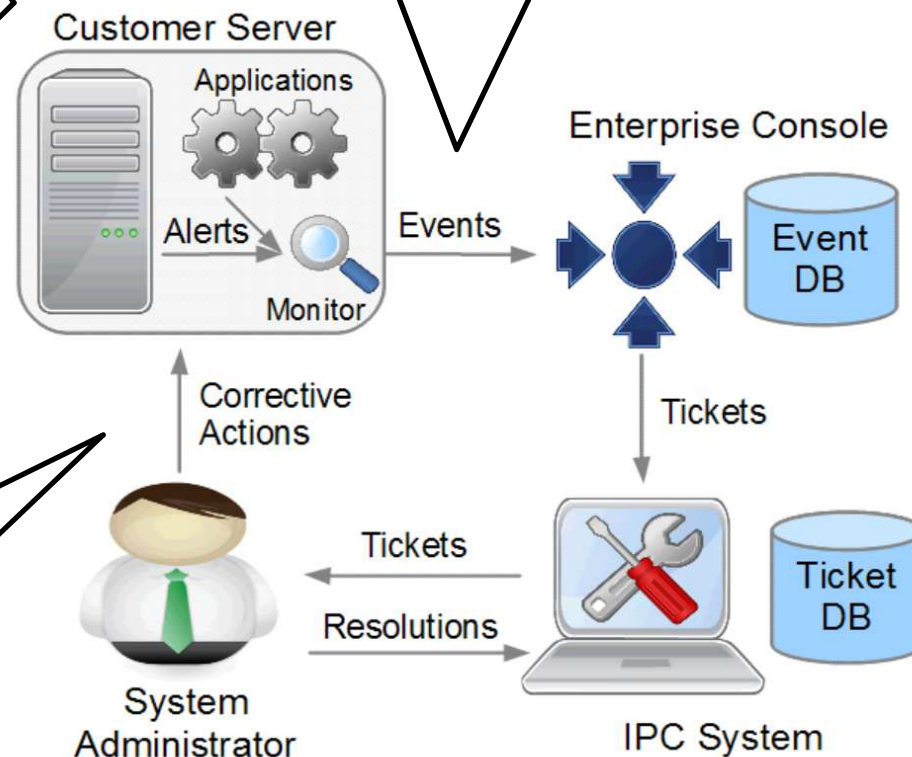 Customer Server
Applications
Alerts
Monitor
Events
Enterprise Console
Event
DB
Corrective
Actions
Tickets
Tickets
Resolutions
Ticket
DB
System
Administrator
IPC System